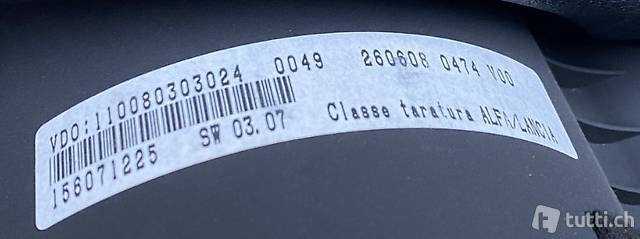 VDO:110080303024 0049 260608 0474 V00
156071225 SW 03.07 Classe taratura ALFA/LANCIA
tutti.ch